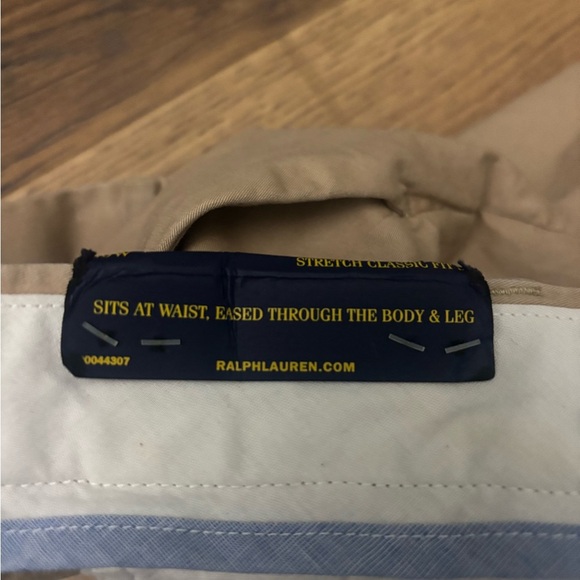 STRETCH CLASSIC FIT
SITS AT WAIST, EASED THROUGH THE BODY & LEG
0044307
RALPHLAUREN.COM